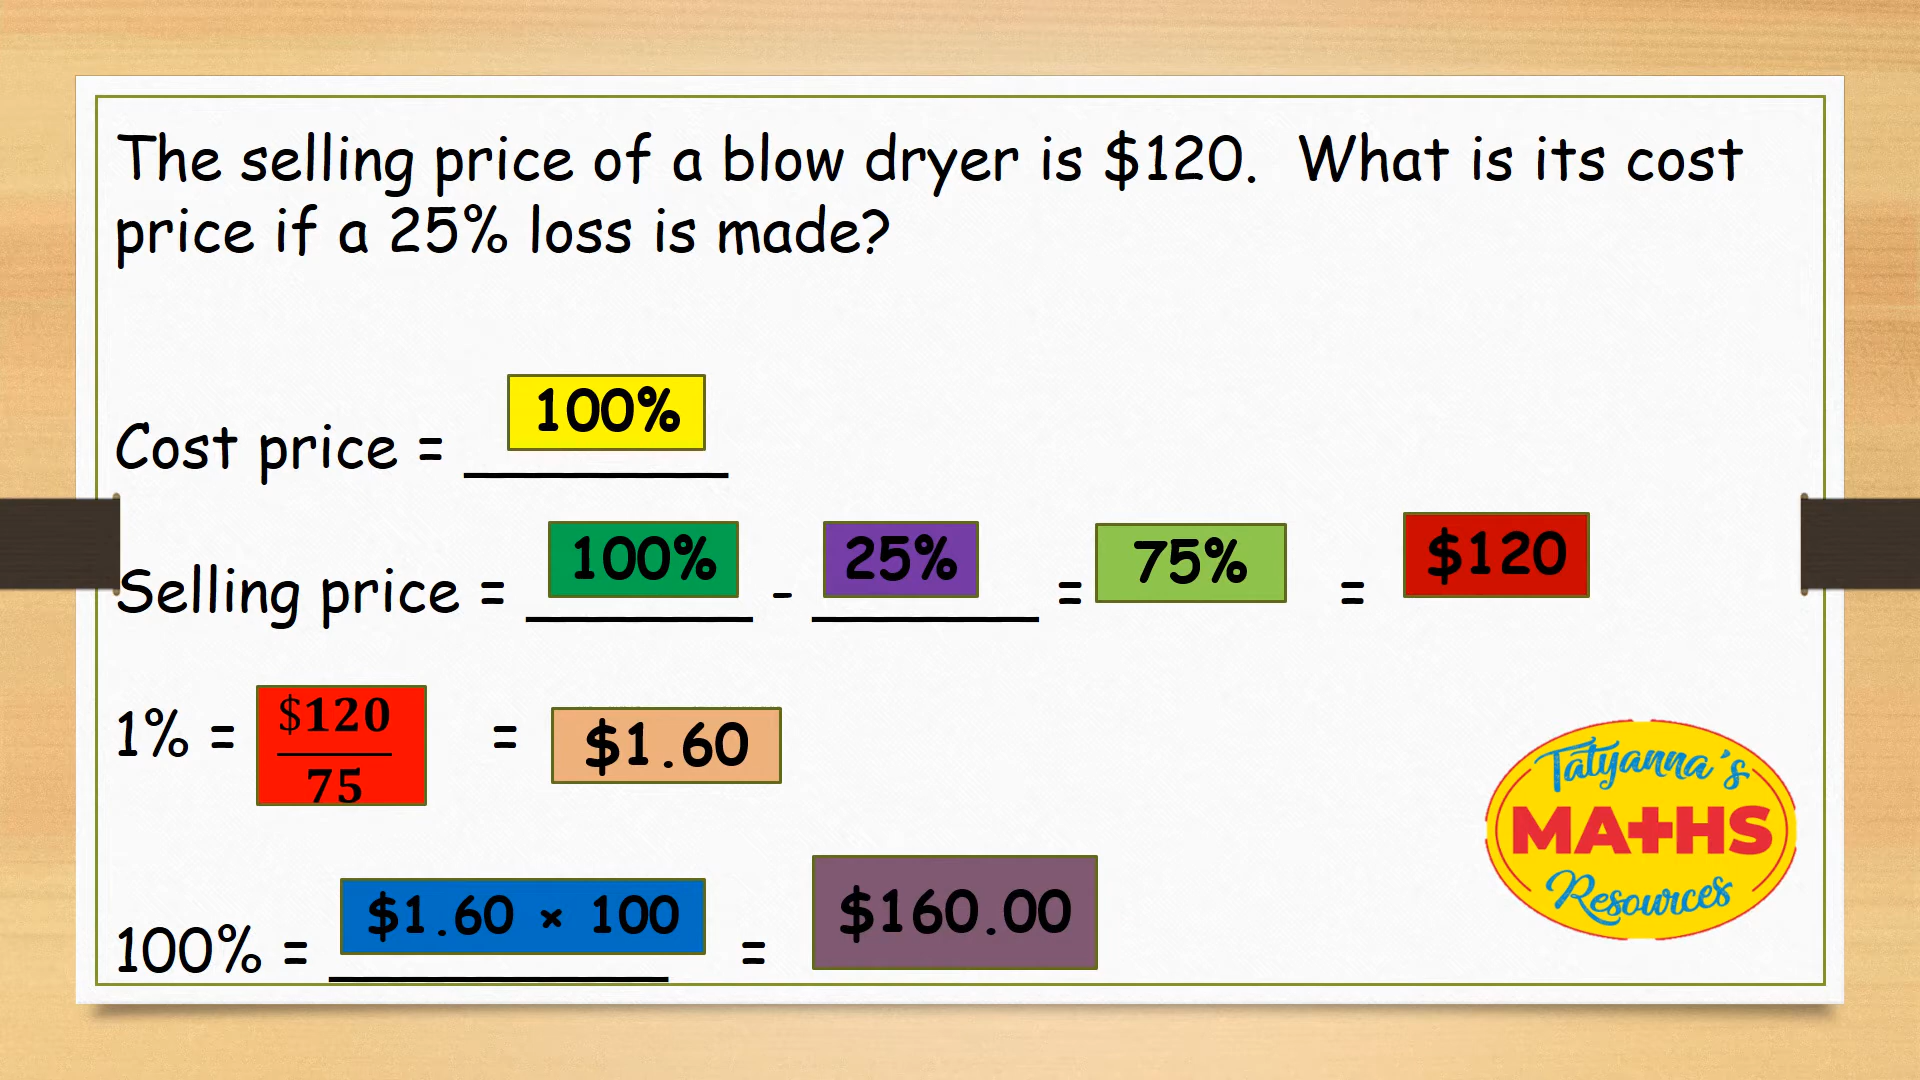 The selling price of a blow dryer is $120. What is its cost
price if a 25% loss is made?
Cost price = 100%
Selling price = 100% - 25% = 75% = $120
1% = $120/75 = $1.60
100% = $1.60 × 100 = $160.00
Tatyanna's
MATHS
Resources